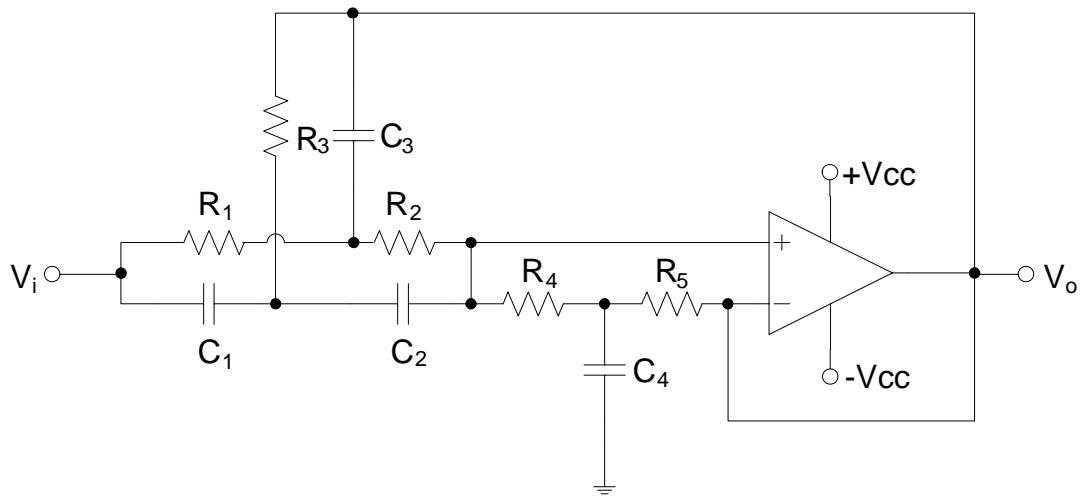 R₃
C₃
+Vcc
R₁
R₂
+
Vᵢ
R₄
R₅
−
Vₒ
C₁
C₂
C₄
-Vcc